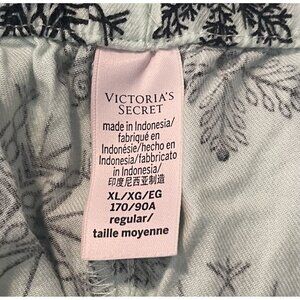 VICTORIA'S
SECRET
made in Indonesia/
fabriqué en
Indonésie/hecho en
Indonesia/fabbricato
in Indonesia/
印度尼西亚制造
XL/XG/EG
170/90A
regular/
taille moyenne